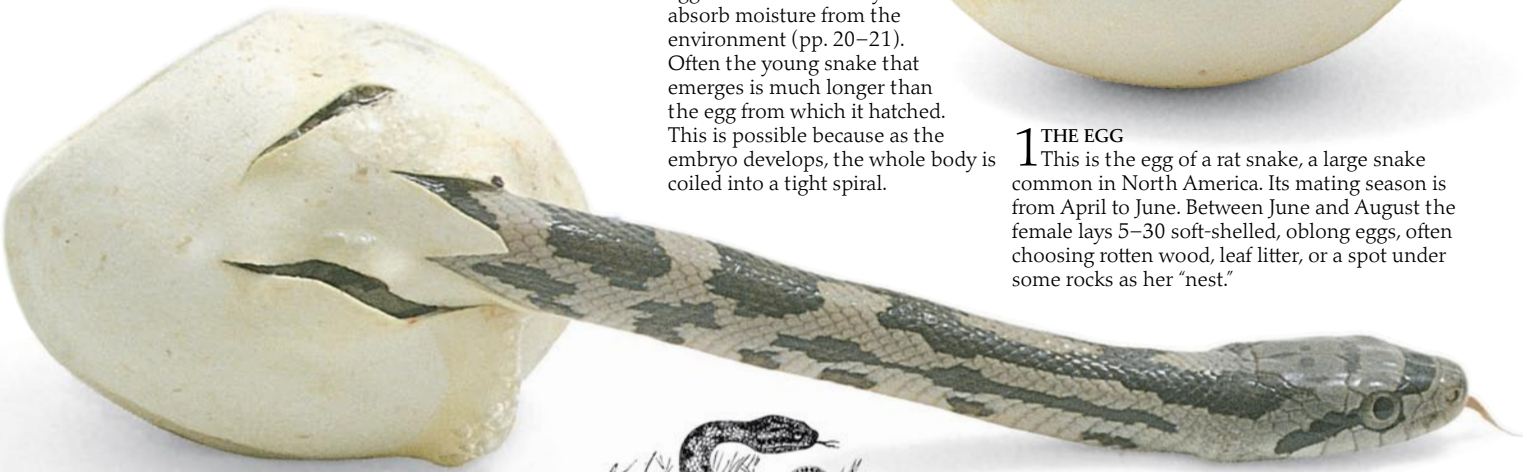 absorb moisture from the
environment (pp. 20–21).
Often the young snake that
emerges is much longer than
the egg from which it hatched.
This is possible because as the
embryo develops, the whole body is
coiled into a tight spiral.
1 THE EGG
This is the egg of a rat snake, a large snake
common in North America. Its mating season is
from April to June. Between June and August the
female lays 5–30 soft-shelled, oblong eggs, often
choosing rotten wood, leaf litter, or a spot under
some rocks as her “nest.”